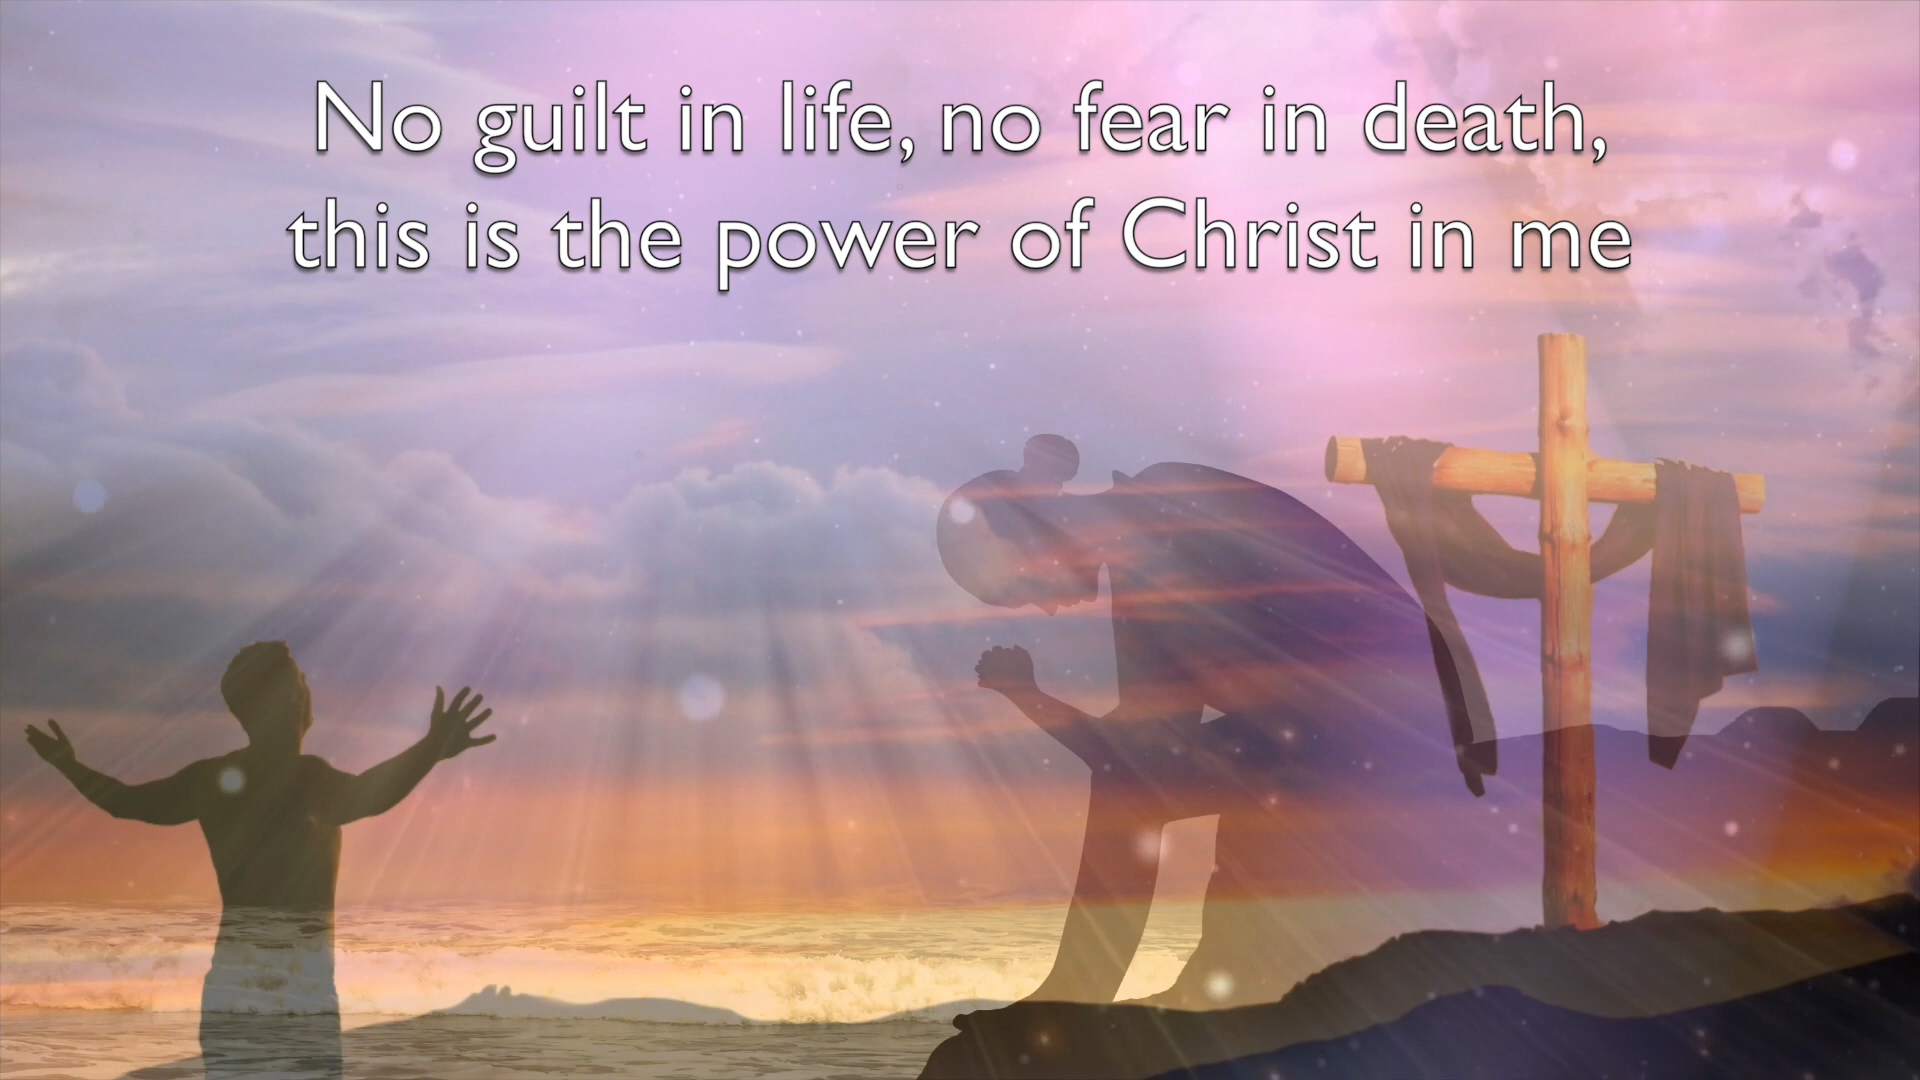 No guilt in life, no fear in death,
this is the power of Christ in me